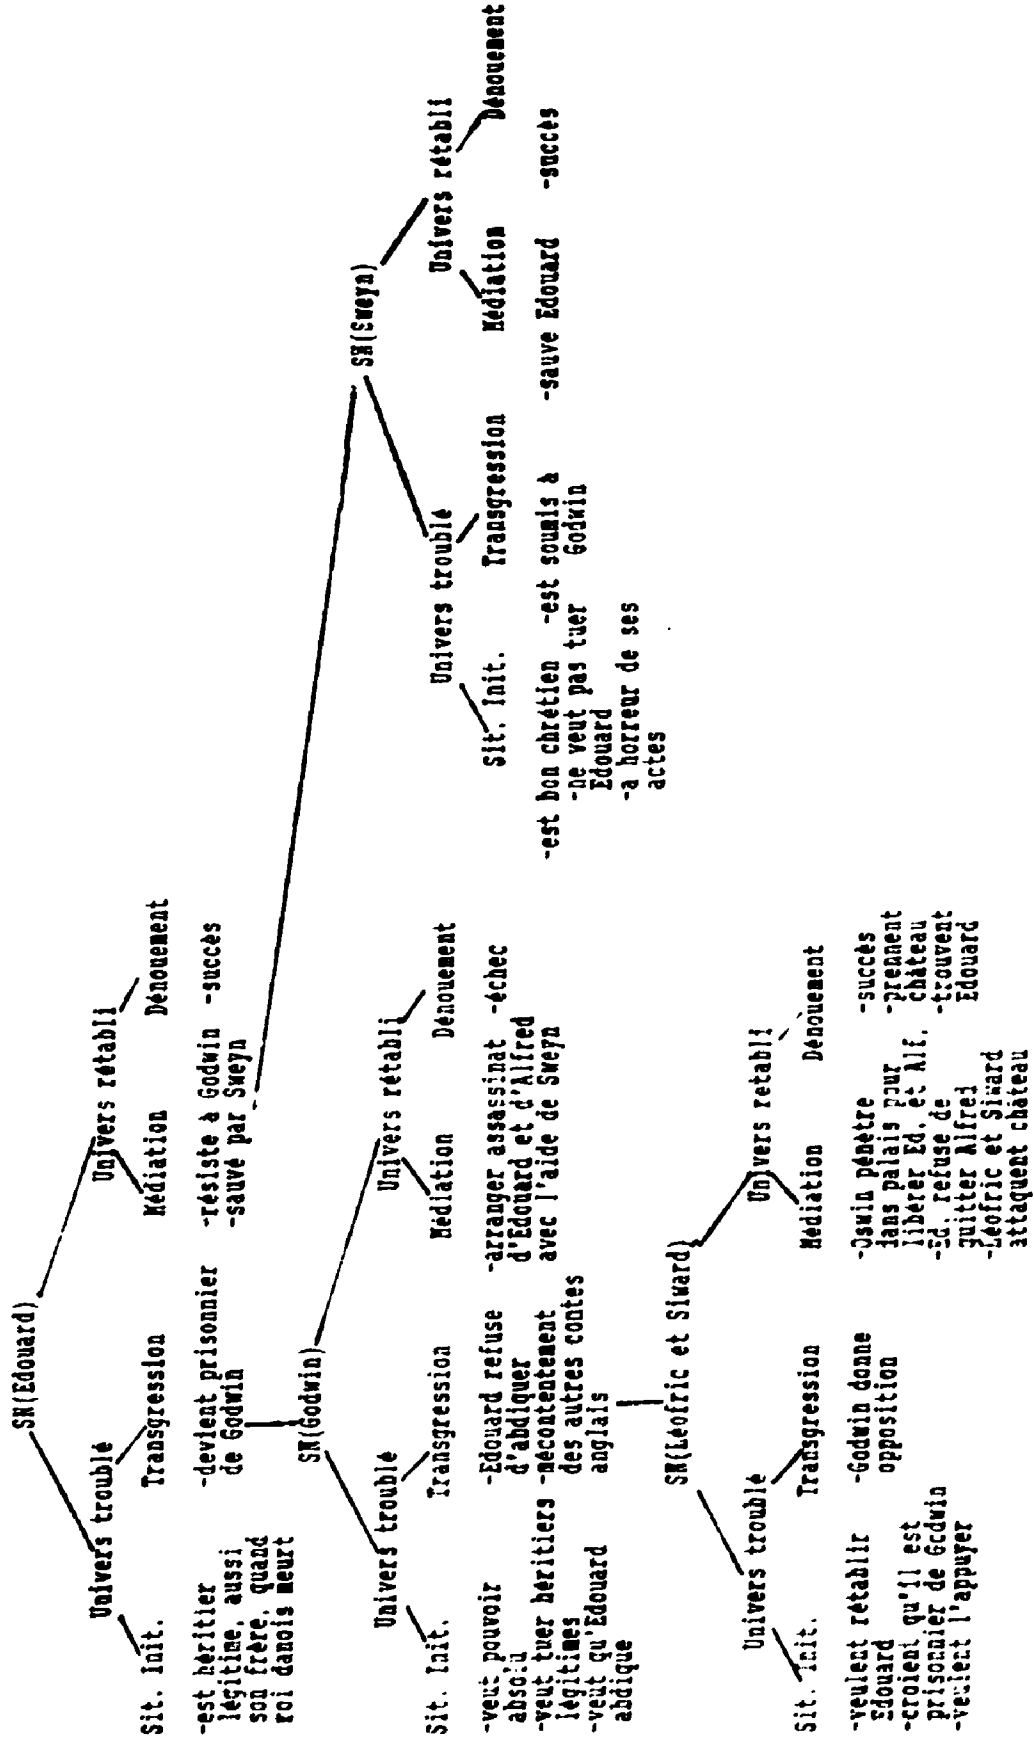 SN(Edouard)
Univers troublé
Univers rétabli
Sit. Init.
Transgression
Médiation
Dénouement
-est héritier
légitime, aussi
son frère, quand
roi danois meurt
-devient prisonnier
de Godwin
-résiste à Godwin
-sauvé par Sweyn
-succès
SN(Godwin)
Univers troublé
Univers rétabli
Sit. Init.
Transgression
Médiation
Dénouement
-veut pouvoir
absolu
-veut tuer héritiers
légitimes
-veut qu'Edouard
abdique
-Edouard refuse
d'abdiquer
-mécontentement
des autres contes
anglais
-arranger assassinat
d'Edouard et d'Alfred
avec l'aide de Sweyn
-échec
SN(Léofric et Siward)
Univers troublé
Univers rétabli
Sit. Init.
Transgression
Médiation
Dénouement
-veulent rétablir
Edouard
-croient qu'il est
prisonnier de Godwin
-veulent l'appuyer
-Godwin donne
opposition
-Oswin pénètre
dans palais pour
libérer Ed. et Alf.
-Ed. refuse de
quitter Alfred
-Léofric et Siward
attaquent château
-succès
-prennent
château
-trouvent
Edouard
SN(Sweyn)
Univers troublé
Univers rétabli
Sit. Init.
Transgression
Médiation
Dénouement
-est bon chrétien
-ne veut pas tuer
Edouard
-a horreur de ses
actes
-est soumis à
Godwin
-sauve Edouard
-succès